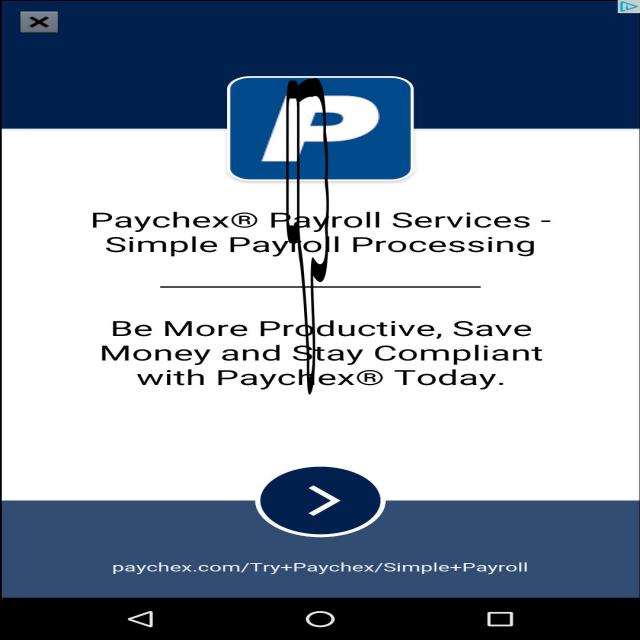 P
Paychex® Payroll Services -
Simple Payroll Processing
Be More Productive, Save
Money and Stay Compliant
with Paychex® Today.
paychex.com/Try+Paychex/Simple+Payroll